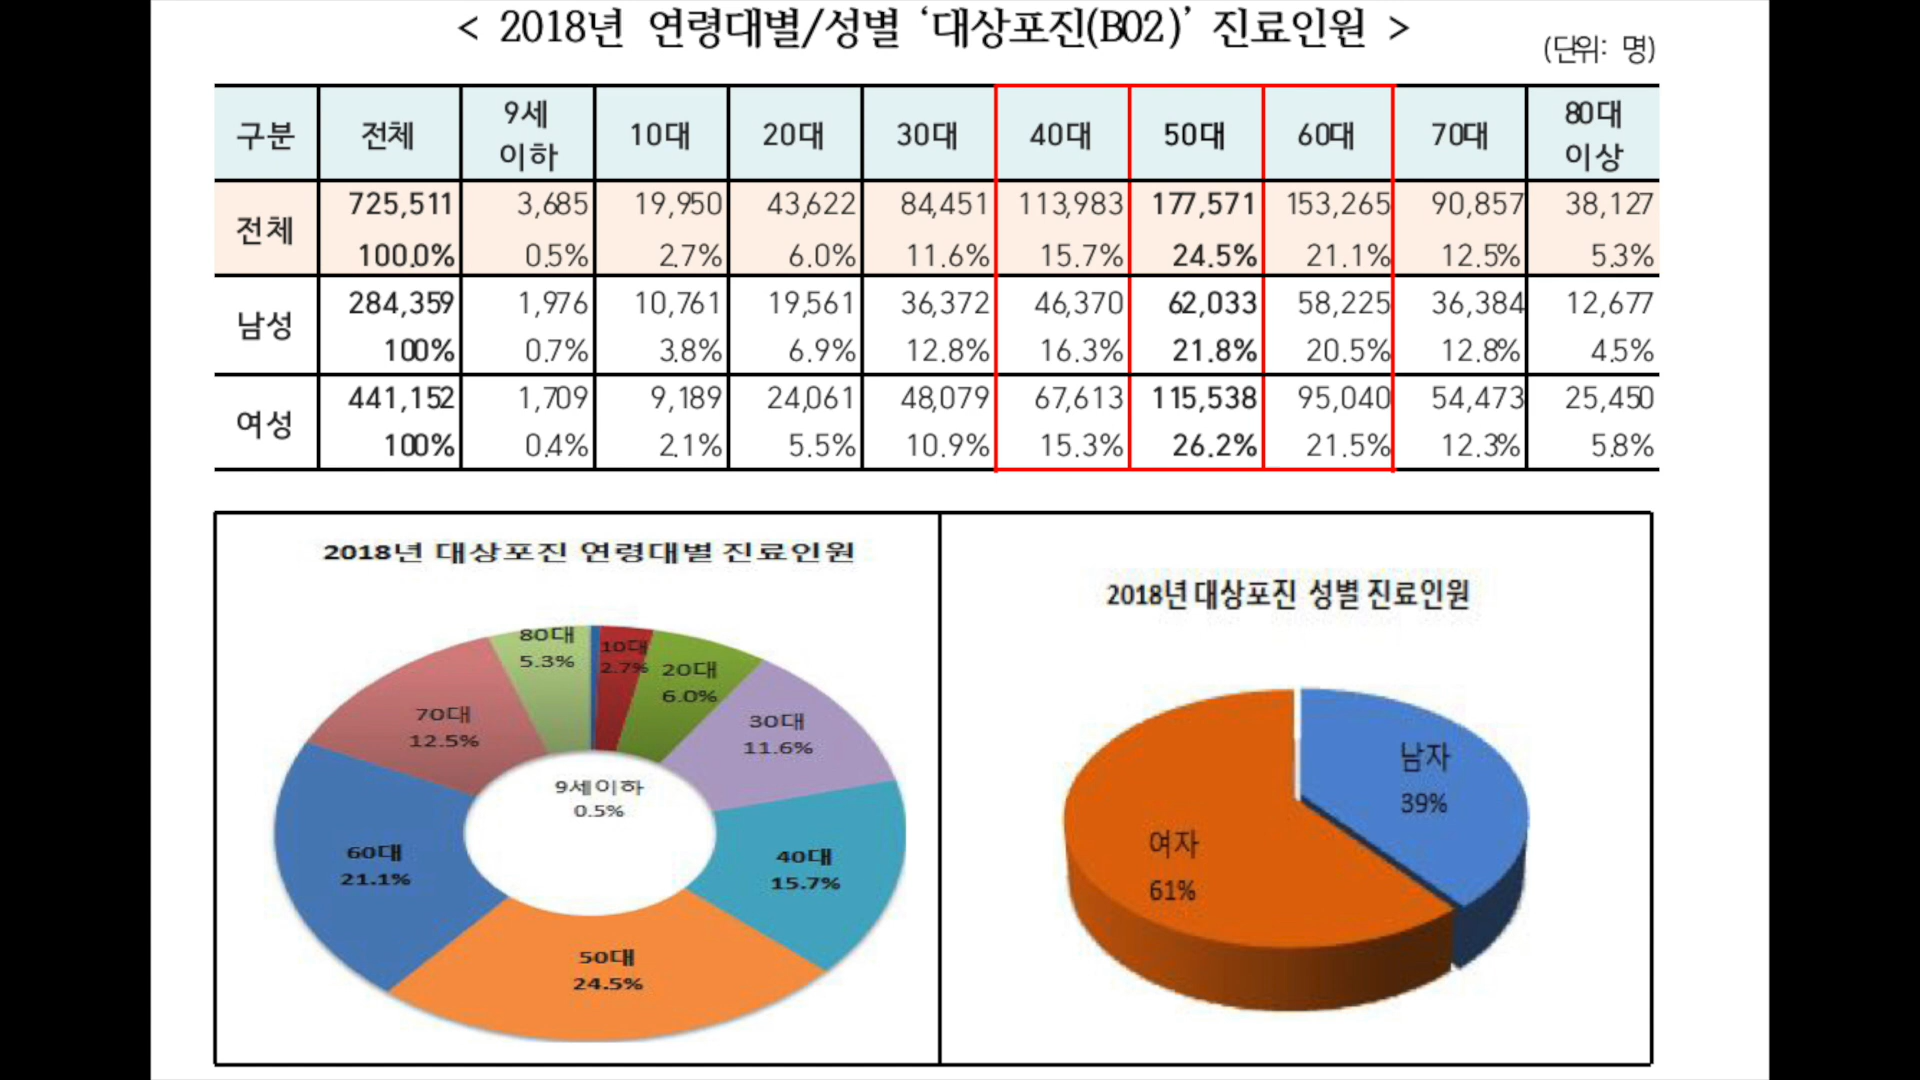 < 2018년 연령대별/성별 ‘대상포진(B02)’ 진료인원 >
(단위: 명)
구분 전체 9세 이하 10대 20대 30대 40대 50대 60대 70대 80대 이상
전체 725,511 3,685 19,950 43,622 84,451 113,983 177,571 153,265 90,857 38,127
100.0% 0.5% 2.7% 6.0% 11.6% 15.7% 24.5% 21.1% 12.5% 5.3%
남성 284,359 1,976 10,761 19,561 36,372 46,370 62,033 58,225 36,384 12,677
100% 0.7% 3.8% 6.9% 12.8% 16.3% 21.8% 20.5% 12.8% 4.5%
여성 441,152 1,709 9,189 24,061 48,079 67,613 115,538 95,040 54,473 25,450
100% 0.4% 2.1% 5.5% 10.9% 15.3% 26.2% 21.5% 12.3% 5.8%
2018년 대상포진 연령대별 진료인원
80대
5.3%
10대
2.7%
20대
6.0%
70대
12.5%
30대
11.6%
9세이하
0.5%
60대
21.1%
40대
15.7%
50대
24.5%
2018년 대상포진 성별 진료인원
남자
39%
여자
61%